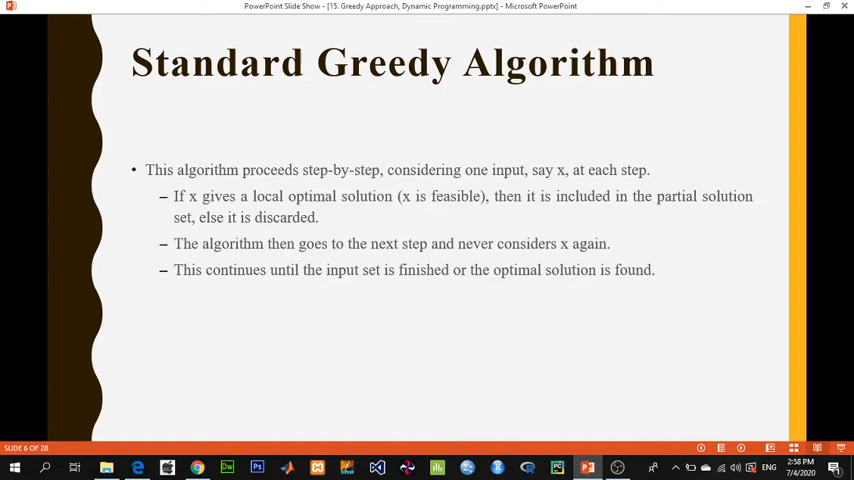 PowerPoint Slide Show - [15. Greedy Approach, Dynamic Programming.pptx] - Microsoft PowerPoint
Standard Greedy Algorithm
• This algorithm proceeds step-by-step, considering one input, say x, at each step.
– If x gives a local optimal solution (x is feasible), then it is included in the partial solution
set, else it is discarded.
– The algorithm then goes to the next step and never considers x again.
– This continues until the input set is finished or the optimal solution is found.
SLIDE 6 OF 28
Dw
Ps
R
PC
ENG
2:58 PM
7/4/2020